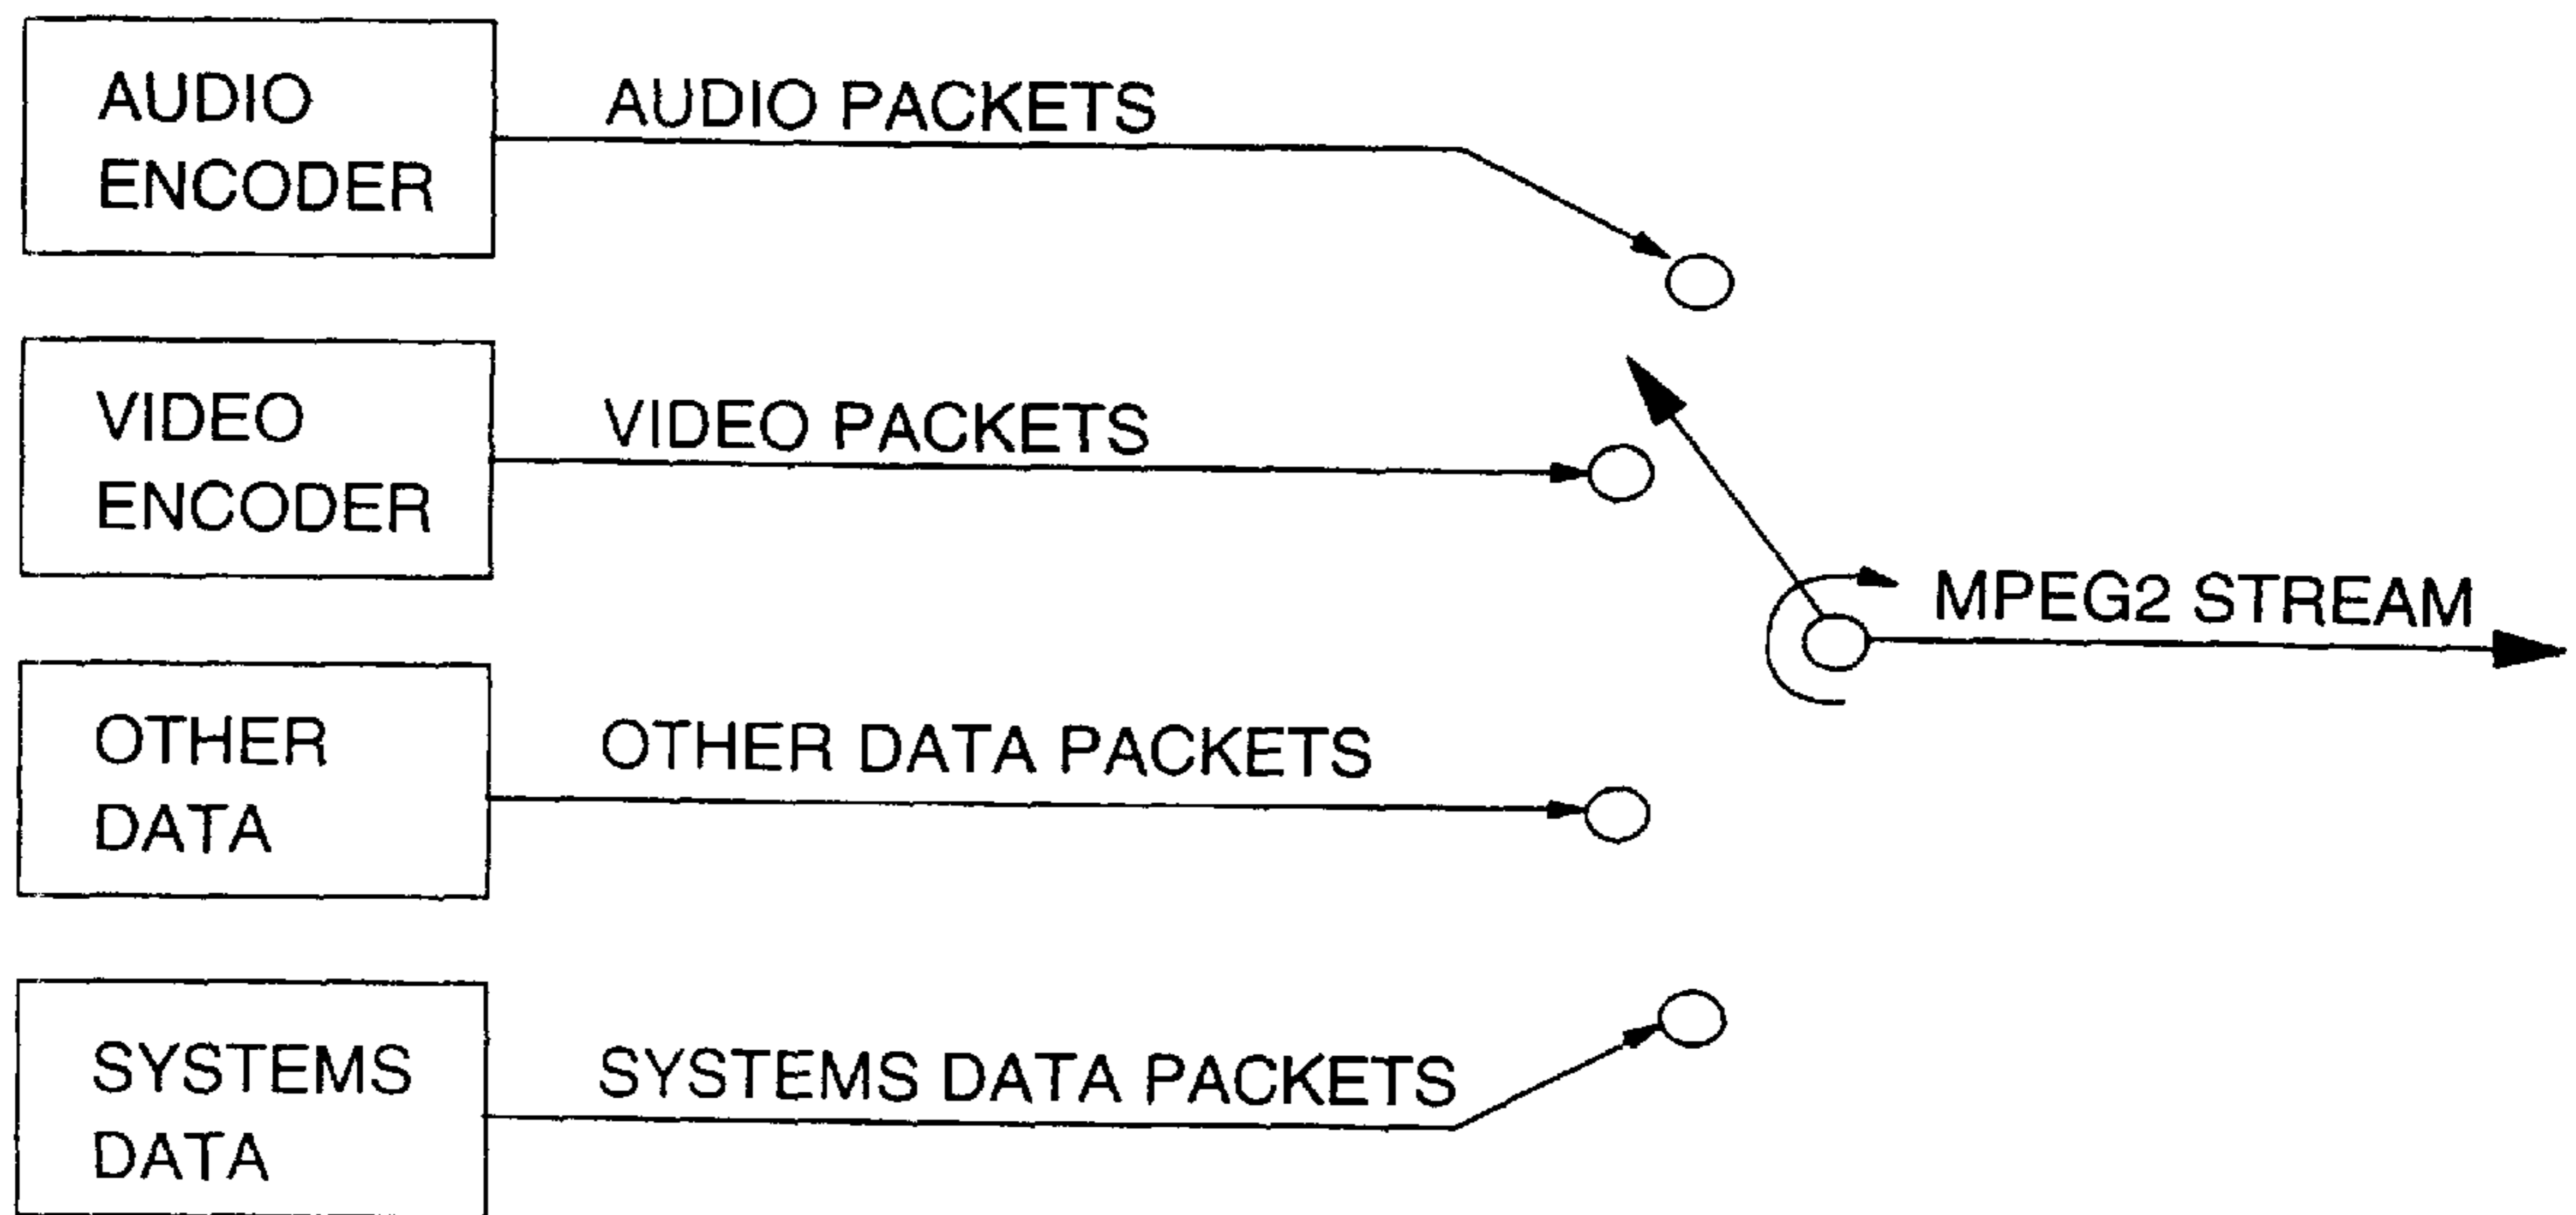 AUDIO
ENCODER
AUDIO PACKETS
VIDEO
ENCODER
VIDEO PACKETS
MPEG2 STREAM
OTHER
DATA
OTHER DATA PACKETS
SYSTEMS
DATA
SYSTEMS DATA PACKETS